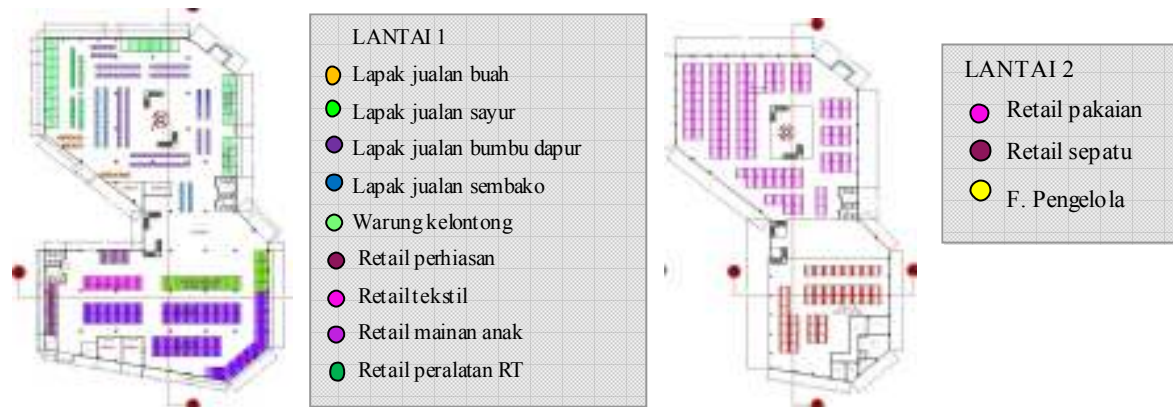 LANTAI 1
Lapak jualan buah
Lapak jualan sayur
Lapak jualan bumbu dapur
Lapak jualan sembako
Warung kelontong
Retail perhiasan
Retail tekstil
Retail mainan anak
Retail peralatan RT
LANTAI 2
Retail pakaian
Retail sepatu
F. Pengelola